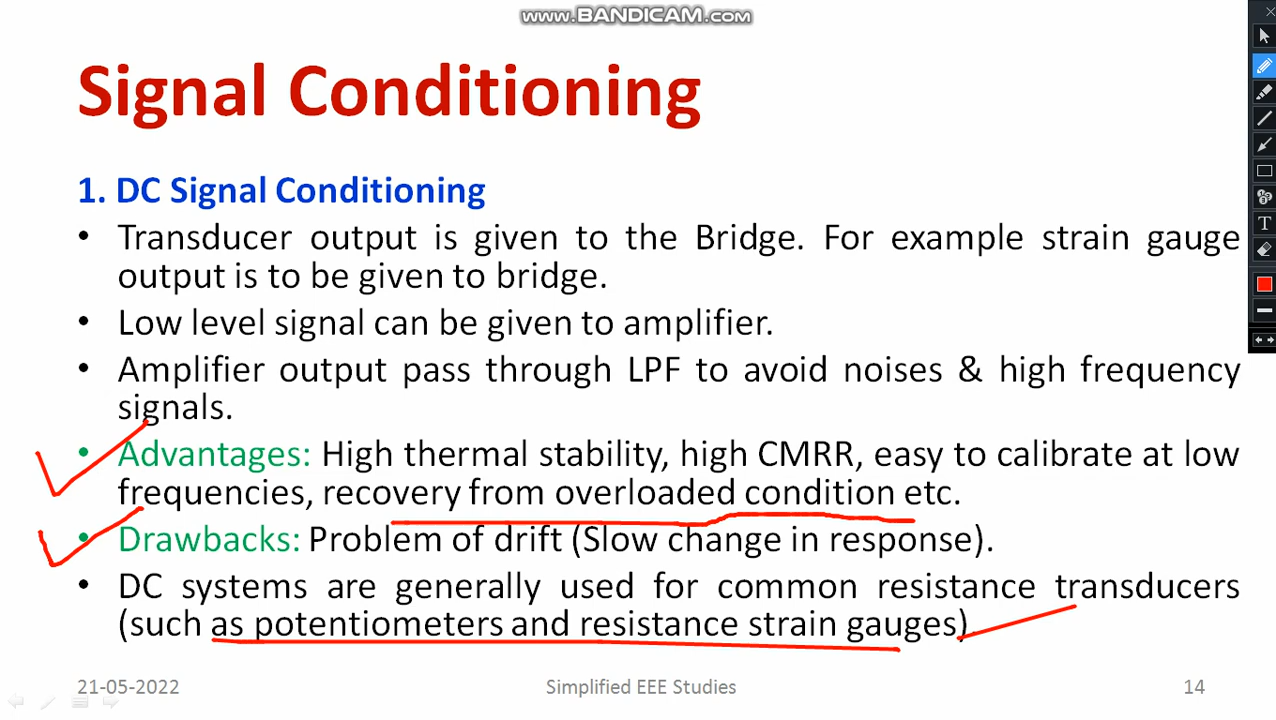 www.BANDICAM.com
Signal Conditioning
1. DC Signal Conditioning
• Transducer output is given to the Bridge. For example strain gauge
output is to be given to bridge.
• Low level signal can be given to amplifier.
• Amplifier output pass through LPF to avoid noises & high frequency
signals.
• Advantages: High thermal stability, high CMRR, easy to calibrate at low
frequencies, recovery from overloaded condition etc.
• Drawbacks: Problem of drift (Slow change in response).
• DC systems are generally used for common resistance transducers
(such as potentiometers and resistance strain gauges).
21-05-2022
Simplified EEE Studies
14